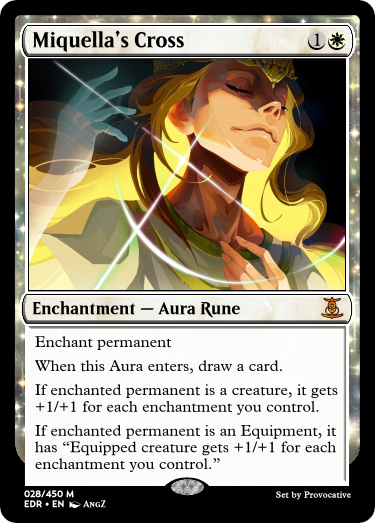 Miquella's Cross 1
Enchantment — Aura Rune
Enchant permanent
When this Aura enters, draw a card.
If enchanted permanent is a creature, it gets
+1/+1 for each enchantment you control.
If enchanted permanent is an Equipment, it
has “Equipped creature gets +1/+1 for each
enchantment you control.”
028/450 M
Set by Provocative
EDR • EN AngZ